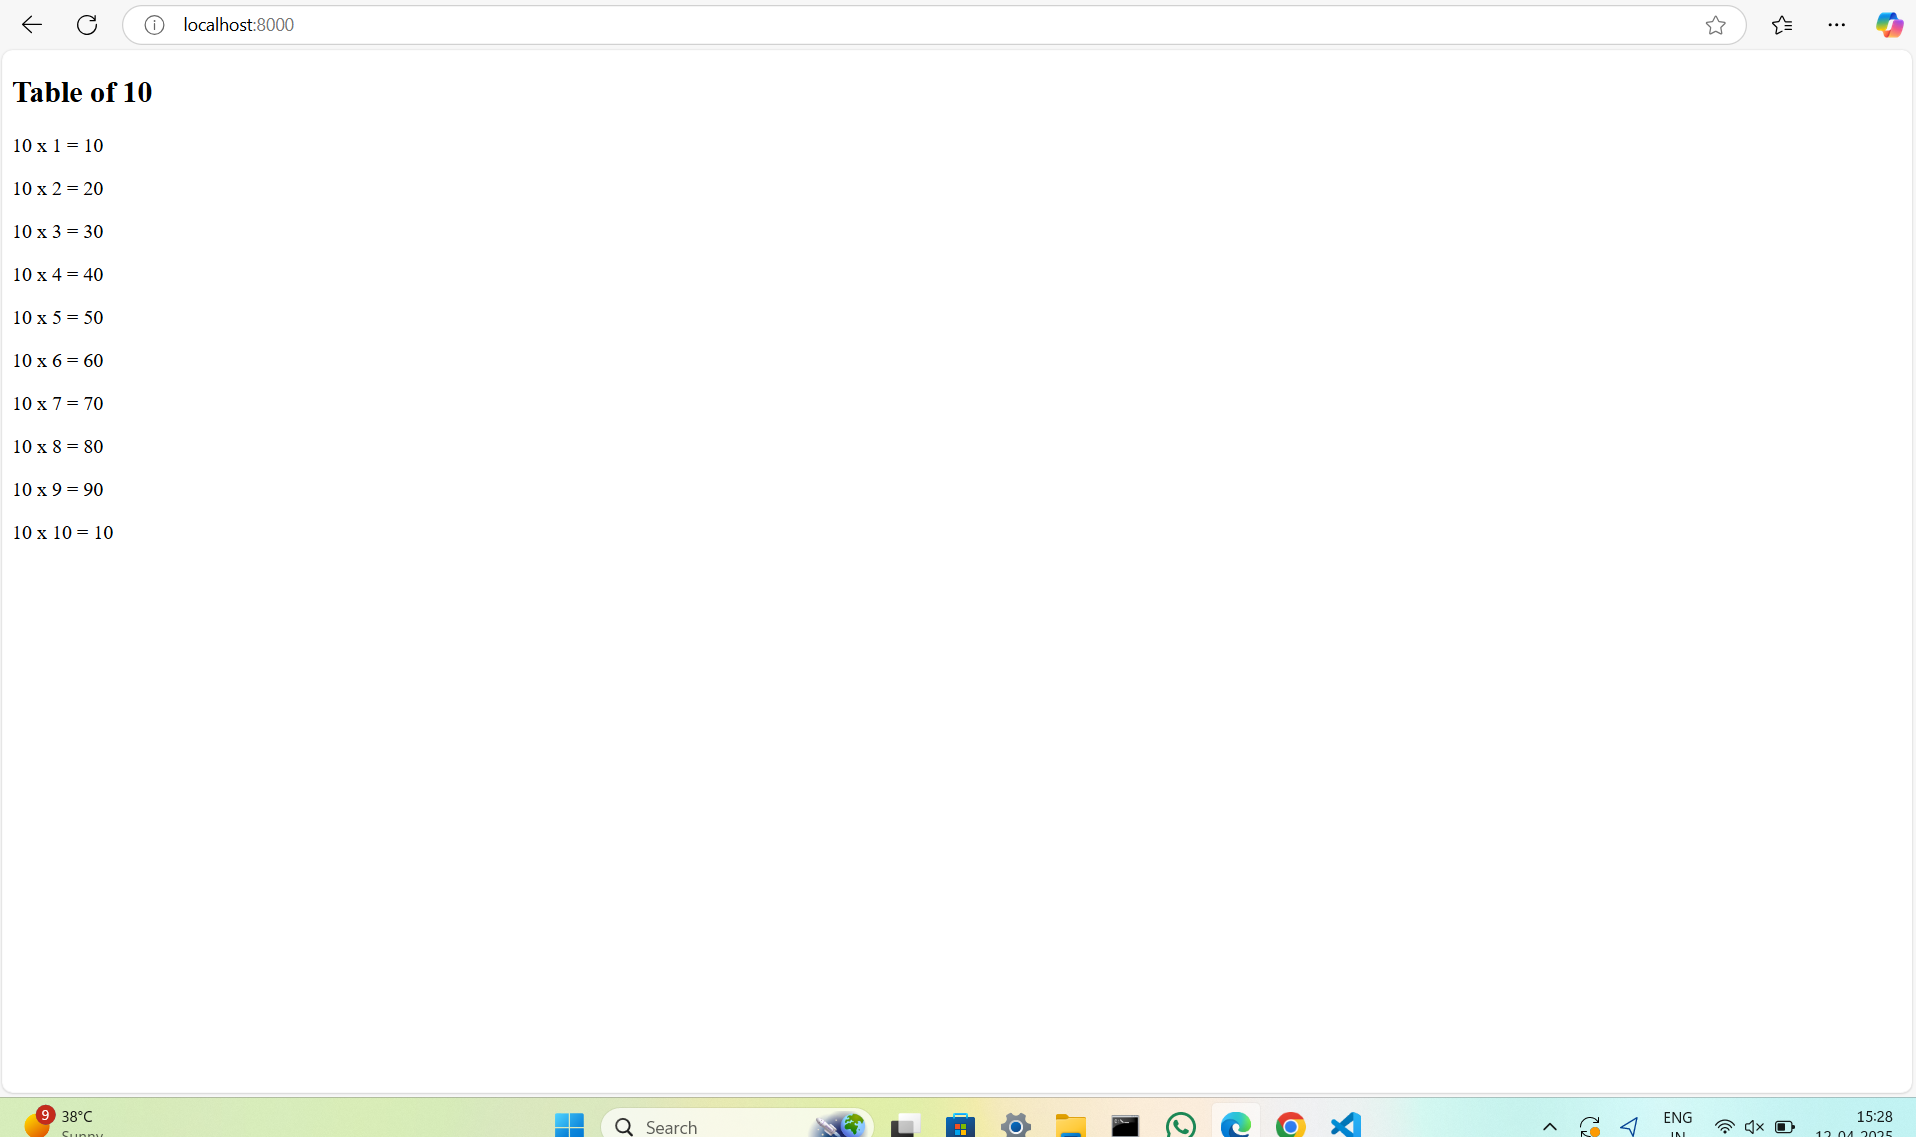 localhost:8000
Table of 10
10 x 1 = 10
10 x 2 = 20
10 x 3 = 30
10 x 4 = 40
10 x 5 = 50
10 x 6 = 60
10 x 7 = 70
10 x 8 = 80
10 x 9 = 90
10 x 10 = 10
9
38°C
Sunny
Search
ENG
IN
15:28
12-04-2025